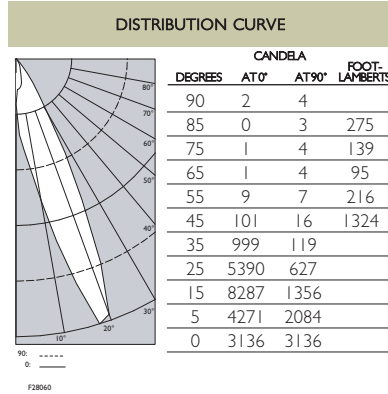 DISTRIBUTION CURVE
CANDELA
FOOT-
DEGREES AT 0° AT 90° LAMBERTS
90 2 4
85 0 3 275
75 1 4 139
65 1 4 95
55 9 7 216
45 101 16 1324
35 999 119
25 5390 627
15 8287 1356
5 4271 2084
0 3136 3136
80°
70°
60°
50°
40°
30°
20°
10°
90:
0:
F28060